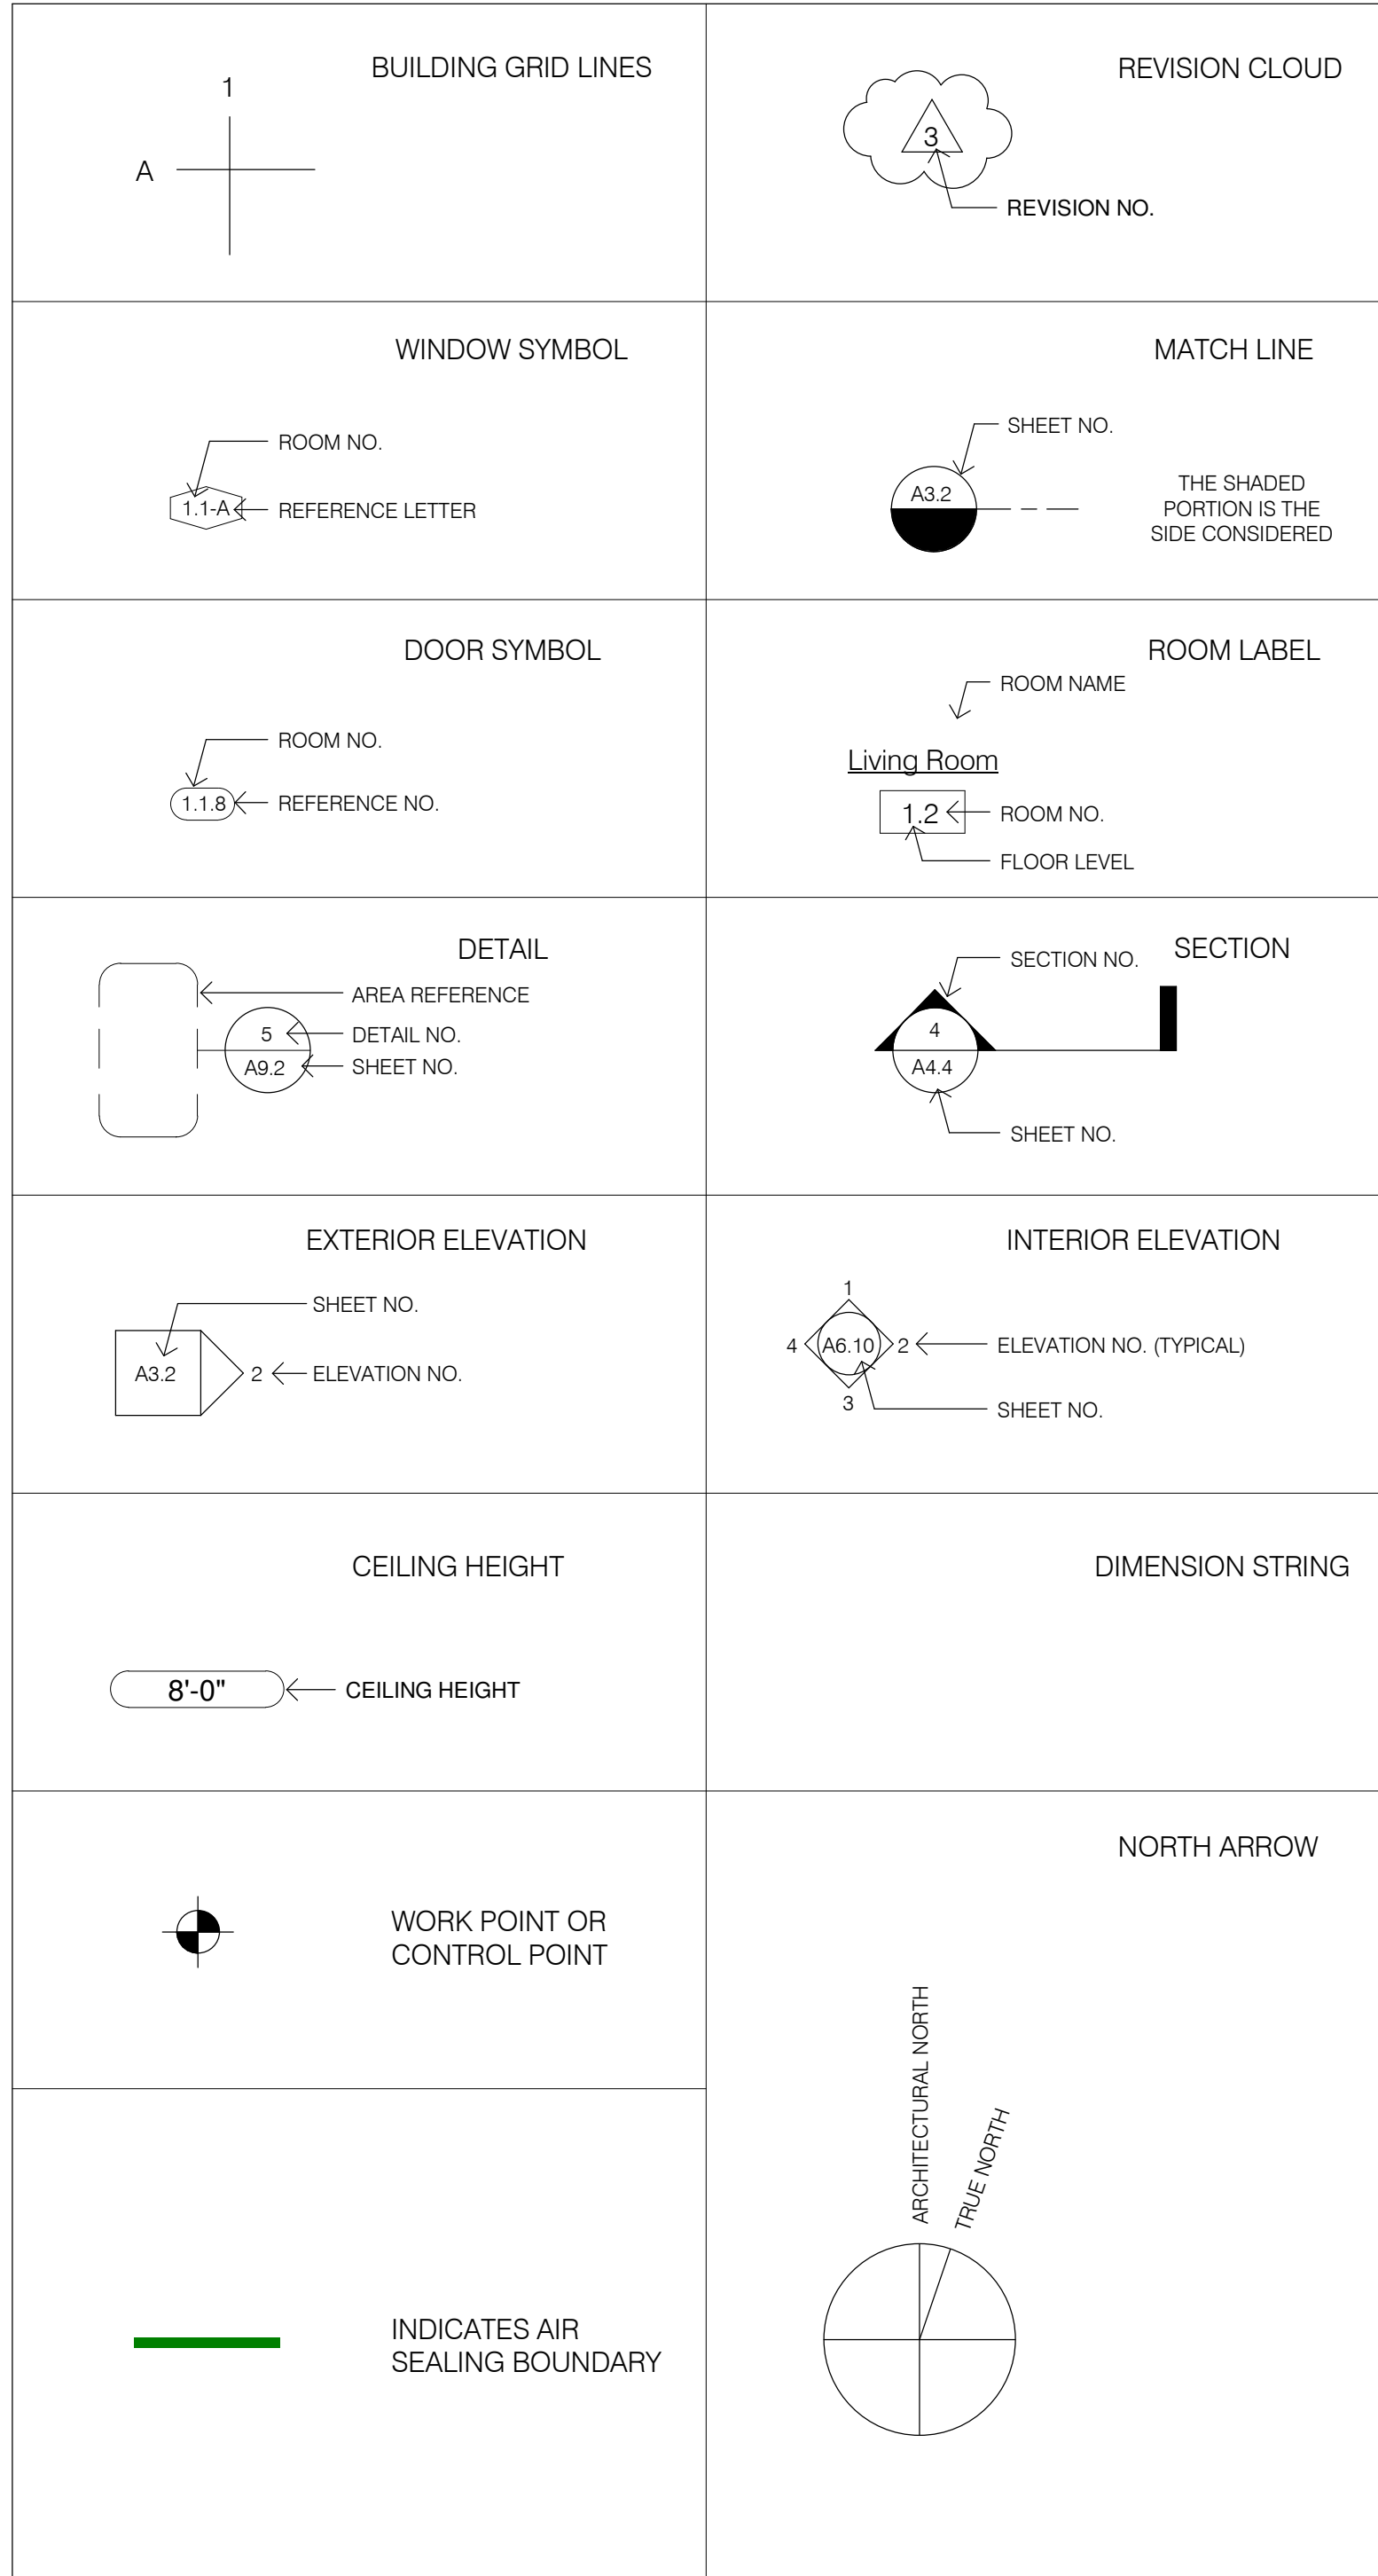 BUILDING GRID LINES
1
A
REVISION CLOUD
3
REVISION NO.
WINDOW SYMBOL
ROOM NO.
1.1-A
REFERENCE LETTER
MATCH LINE
SHEET NO.
A3.2
THE SHADED
PORTION IS THE
SIDE CONSIDERED
DOOR SYMBOL
ROOM NO.
1.1.8
REFERENCE NO.
ROOM LABEL
ROOM NAME
Living Room
1.2
ROOM NO.
FLOOR LEVEL
DETAIL
AREA REFERENCE
5
DETAIL NO.
A9.2
SHEET NO.
SECTION
SECTION NO.
4
A4.4
SHEET NO.
EXTERIOR ELEVATION
SHEET NO.
A3.2
2
ELEVATION NO.
INTERIOR ELEVATION
1
4
A6.10
2
ELEVATION NO. (TYPICAL)
3
SHEET NO.
CEILING HEIGHT
8'-0"
CEILING HEIGHT
DIMENSION STRING
WORK POINT OR
CONTROL POINT
NORTH ARROW
ARCHITECTURAL NORTH
TRUE NORTH
INDICATES AIR
SEALING BOUNDARY